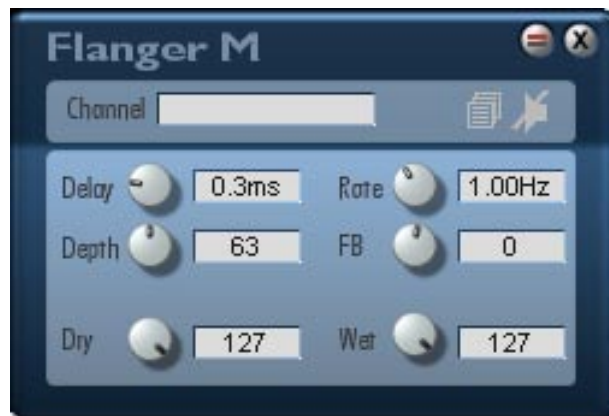 Flanger M
Channel
Delay 0.3ms Rate 1.00Hz
Depth 63 FB 0
Dry 127 Wet 127